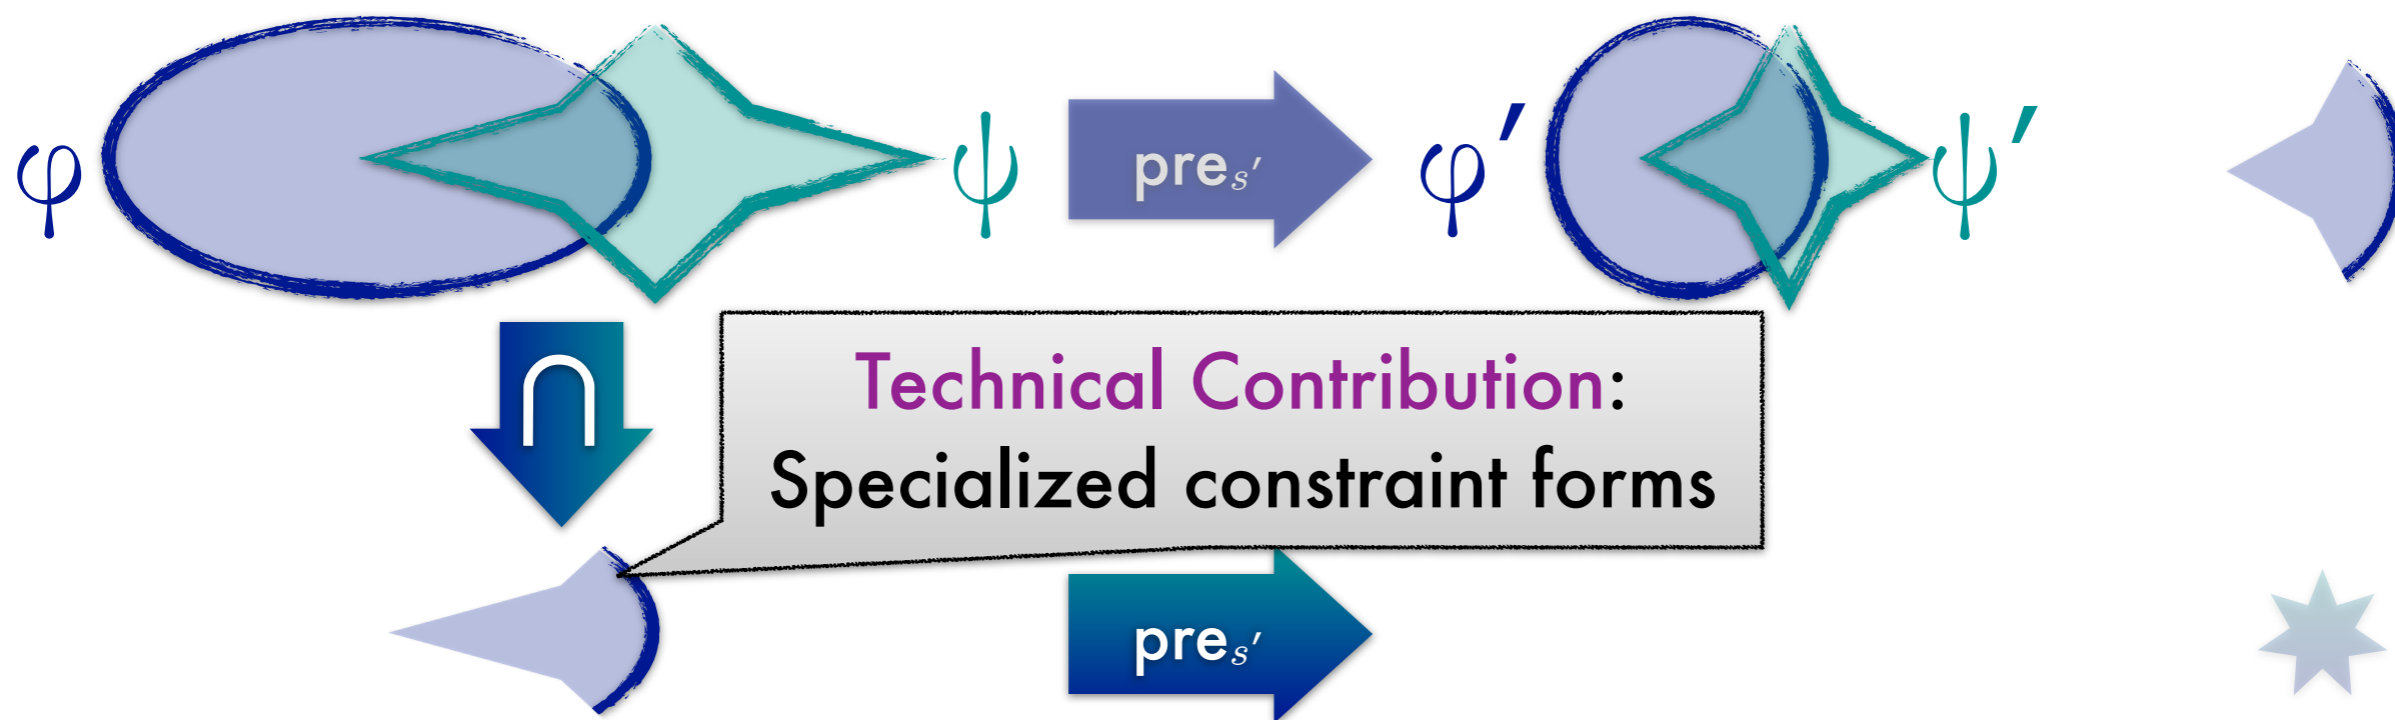 φ ψ pre_s′ φ′ ψ′
∩
Technical Contribution:
Specialized constraint forms
pre_s′